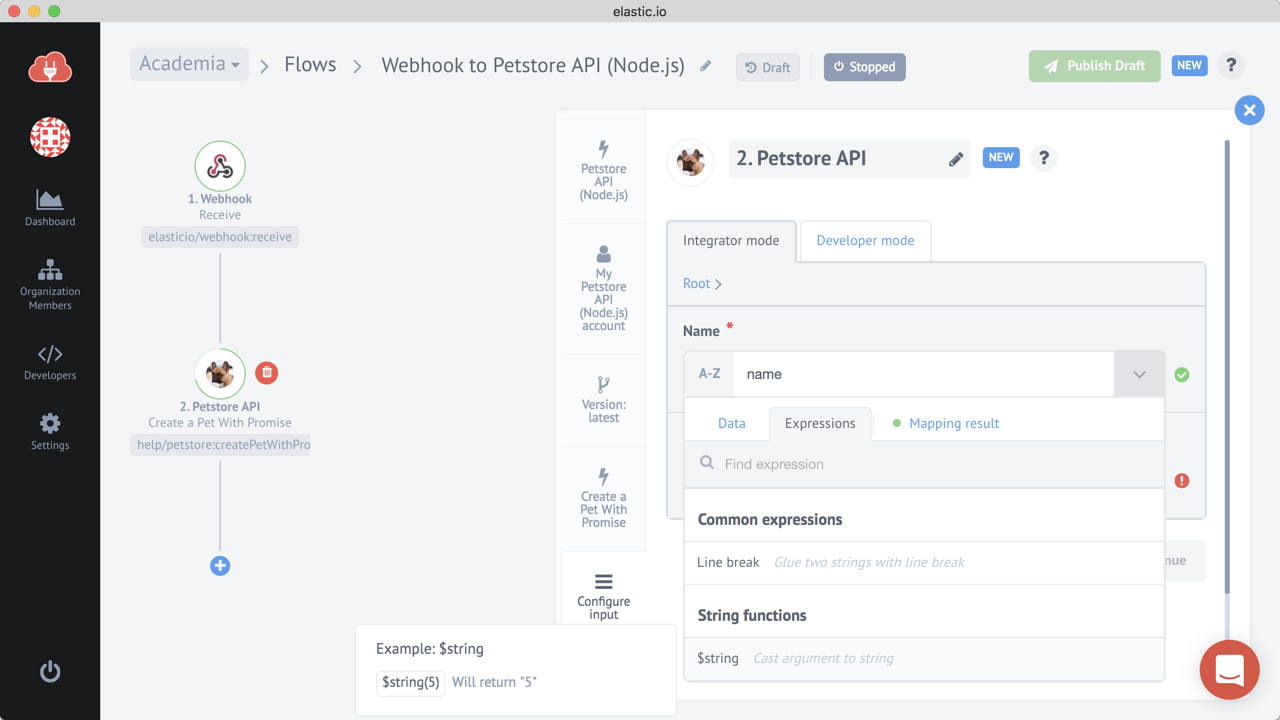 elastic.io
Academia
Flows
Webhook to Petstore API (Node.js)
Draft
Stopped
Publish Draft
NEW
?
Dashboard
Organization
Members
Developers
Settings
1. Webhook
Receive
elasticio/webhook:receive
2. Petstore API
Create a Pet With Promise
help/petstore:createPetWithPro
Petstore
API
(Node.js)
My
Petstore
API
(Node.js)
account
Version:
latest
Create a
Pet With
Promise
Configure
input
2. Petstore API
NEW
?
Integrator mode
Developer mode
Root
Name *
A-Z
name
Data
Expressions
Mapping result
Find expression
Common expressions
Line break Glue two strings with line break
String functions
$string Cast argument to string
nue
Example: $string
$string(5) Will return "5"